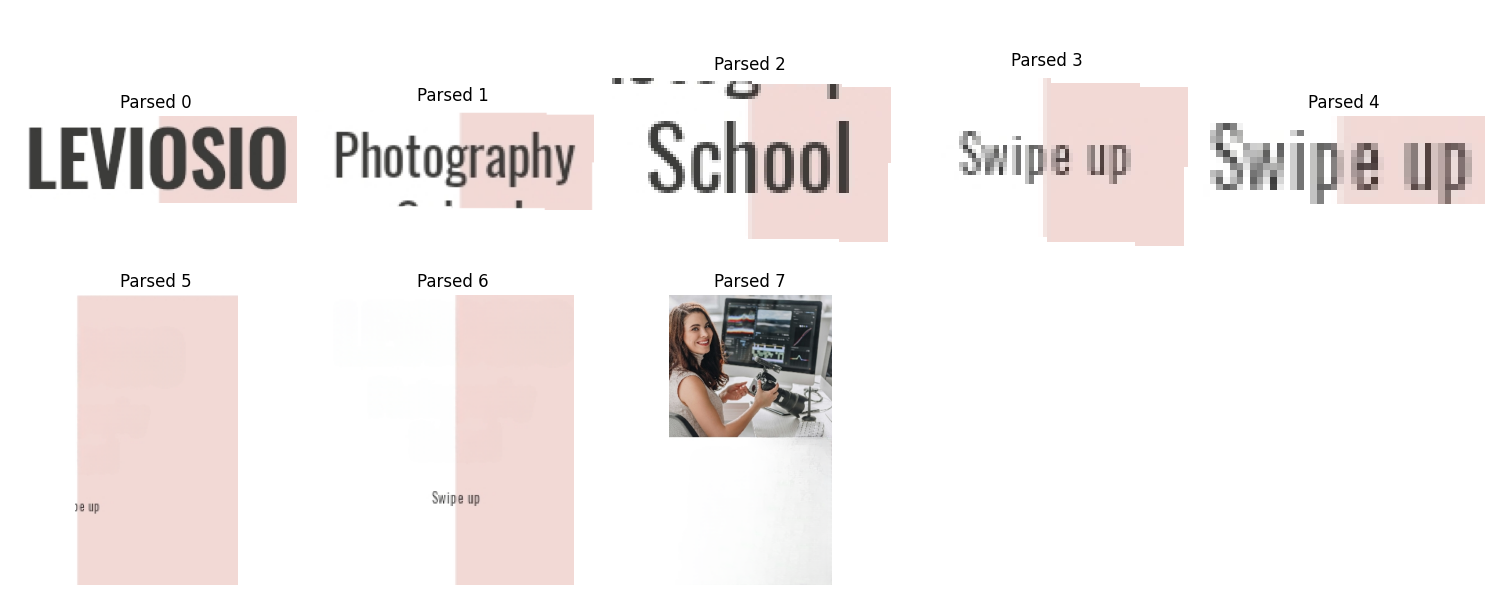 Parsed 0
LEVIOSIO
Parsed 1
Photography
Parsed 2
School
Parsed 3
Swipe up
Parsed 4
Swipe up
Parsed 5
pe up
Parsed 6
Swipe up
Parsed 7